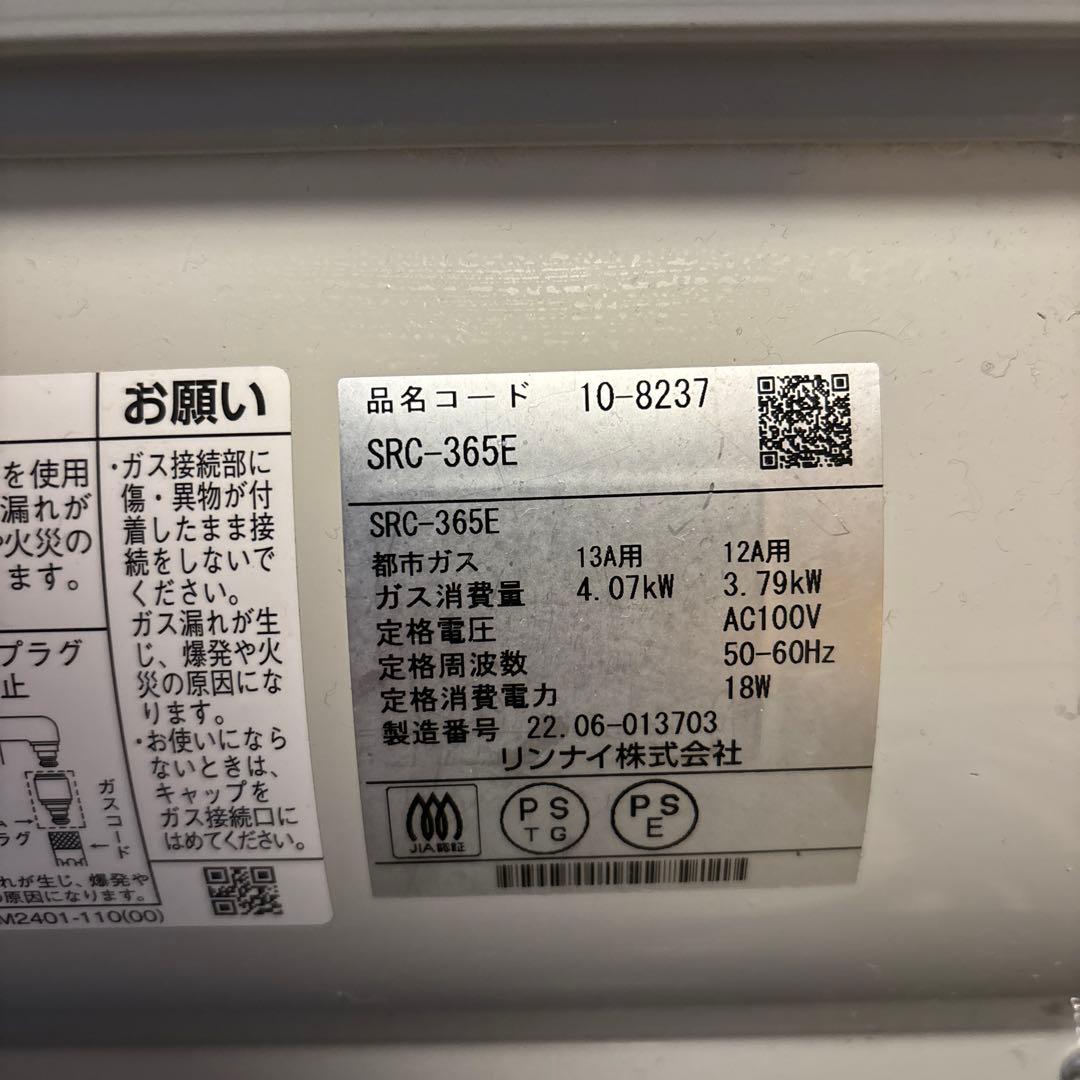 を使用
漏れが
や火災の
ます。
プラグ
止
ガスコード
ラグ
れが生じ、爆発や
原因になります。
M2401-110(00)
お願い
・ガス接続部に
傷・異物が付
着したまま接
続をしないで
ください。
ガス漏れが生
じ、爆発や火
災の原因にな
ります。
・お使いになら
ないときは、
キャップを
ガス接続口に
はめてください。
品名コード 10-8237
SRC-365E
SRC-365E
都市ガス 13A用 12A用
ガス消費量 4.07kW 3.79kW
定格電圧 AC100V
定格周波数 50-60Hz
定格消費電力 18W
製造番号 22.06-013703
リンナイ株式会社
JIA認証
PS
TG
PS
E